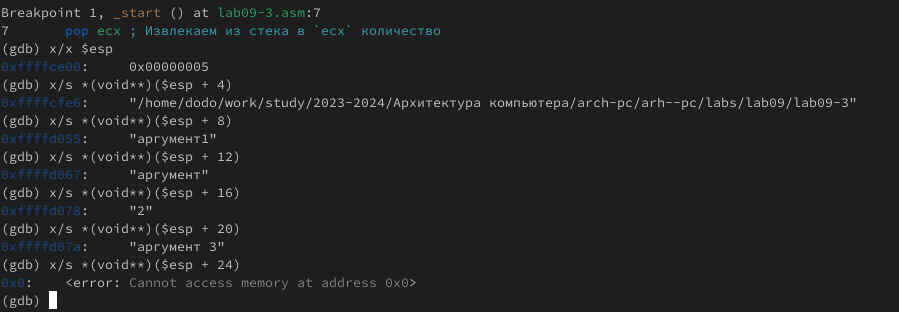 Breakpoint 1, _start () at lab09-3.asm:7
7       pop ecx ; Извлекаем из стека в `ecx` количество
(gdb) x/x $esp
0xffffce00:     0x00000005
(gdb) x/s *(void**)($esp + 4)
0xffffcfe6:     "/home/dodo/work/study/2023-2024/Архитектура компьютера/arch-pc/arh--pc/labs/lab09/lab09-3"
(gdb) x/s *(void**)($esp + 8)
0xffffd055:     "аргумент1"
(gdb) x/s *(void**)($esp + 12)
0xffffd067:     "аргумент"
(gdb) x/s *(void**)($esp + 16)
0xffffd078:     "2"
(gdb) x/s *(void**)($esp + 20)
0xffffd07a:     "аргумент 3"
(gdb) x/s *(void**)($esp + 24)
0x0:    <error: Cannot access memory at address 0x0>
(gdb)